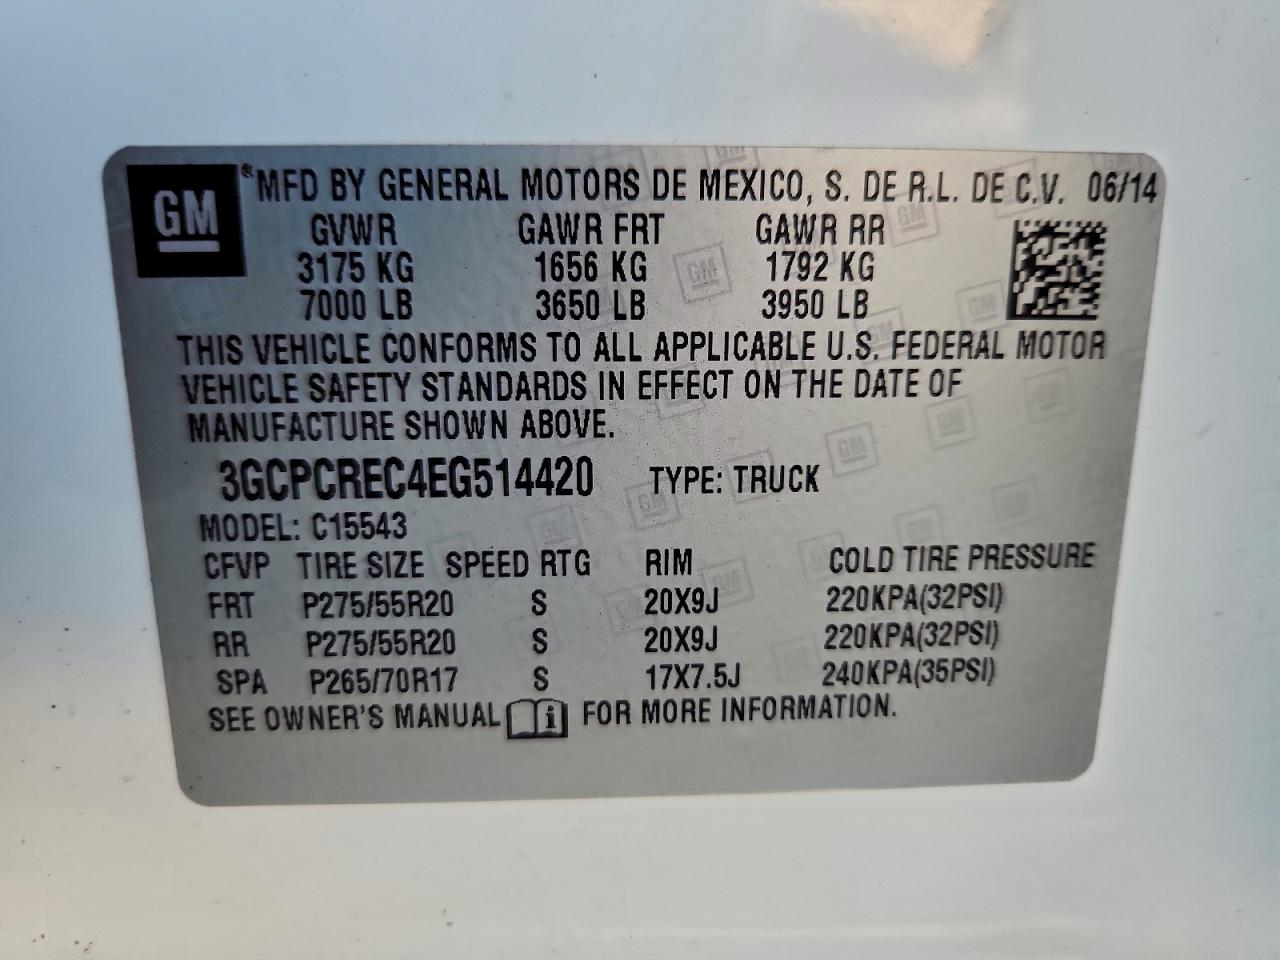 GM ® MFD BY GENERAL MOTORS DE MEXICO, S. DE R.L. DE C.V. 06/14
GVWR GAWR FRT GAWR RR
3175 KG 1656 KG 1792 KG
7000 LB 3650 LB 3950 LB
THIS VEHICLE CONFORMS TO ALL APPLICABLE U.S. FEDERAL MOTOR
VEHICLE SAFETY STANDARDS IN EFFECT ON THE DATE OF
MANUFACTURE SHOWN ABOVE.
3GCPCREC4EG514420 TYPE: TRUCK
MODEL: C15543
CFVP TIRE SIZE SPEED RTG RIM COLD TIRE PRESSURE
FRT P275/55R20 S 20X9J 220KPA(32PSI)
RR P275/55R20 S 20X9J 220KPA(32PSI)
SPA P265/70R17 S 17X7.5J 240KPA(35PSI)
SEE OWNER'S MANUAL i FOR MORE INFORMATION.